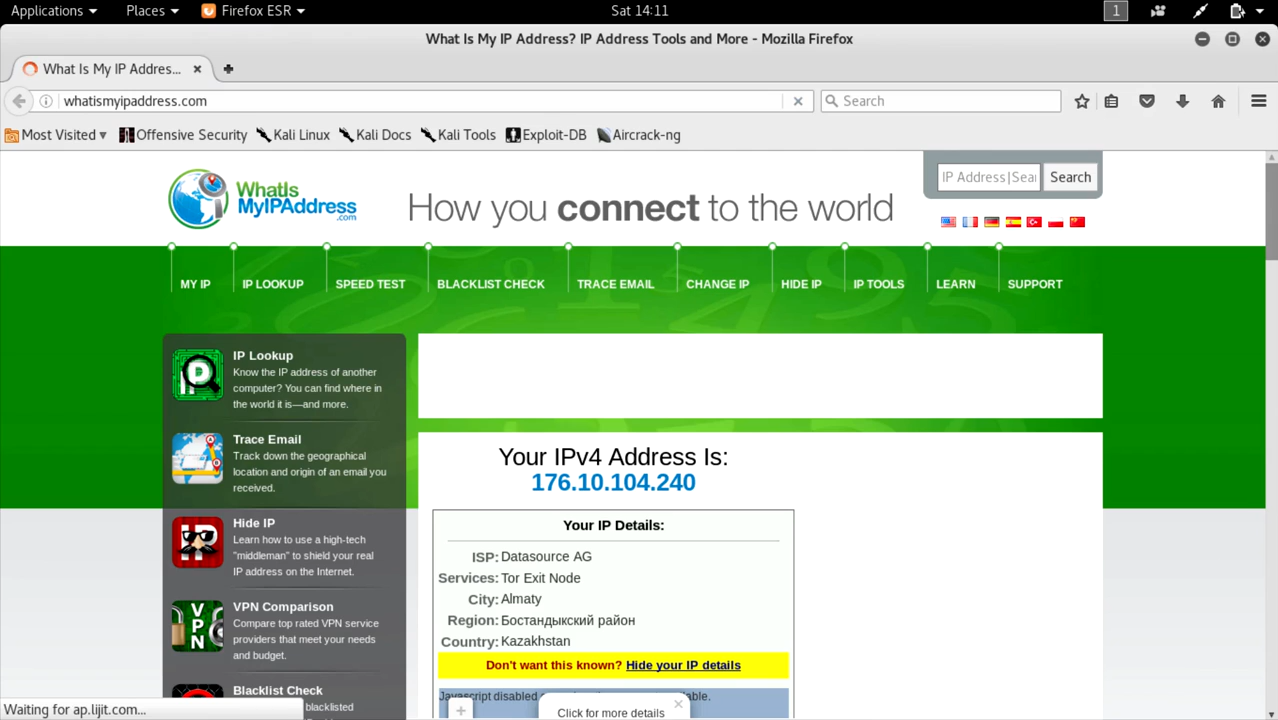 Applications Places Firefox ESR Sat 14:11 1
What Is My IP Address? IP Address Tools and More - Mozilla Firefox
What Is My IP Addres...
whatismyipaddress.com Search
Most Visited Offensive Security Kali Linux Kali Docs Kali Tools Exploit-DB Aircrack-ng
WhatIs
MyIPAddress
.com
How you connect to the world
IP Address|Sear Search
MY IP IP LOOKUP SPEED TEST BLACKLIST CHECK TRACE EMAIL CHANGE IP HIDE IP IP TOOLS LEARN SUPPORT
IP Lookup
Know the IP address of another
computer? You can find where in
the world it is—and more.
Trace Email
Track down the geographical
location and origin of an email you
received.
Hide IP
Learn how to use a high-tech
"middleman" to shield your real
IP address on the Internet.
VPN
VPN Comparison
Compare top rated VPN service
providers that meet your needs
and budget.
Blacklist Check
blacklisted
Your IPv4 Address Is:
176.10.104.240
Your IP Details:
ISP: Datasource AG
Services: Tor Exit Node
City: Almaty
Region: Бостандыкский район
Country: Kazakhstan
Don't want this known? Hide your IP details
Javascript disabled
+ Click for more details ×
Waiting for ap.lijit.com...